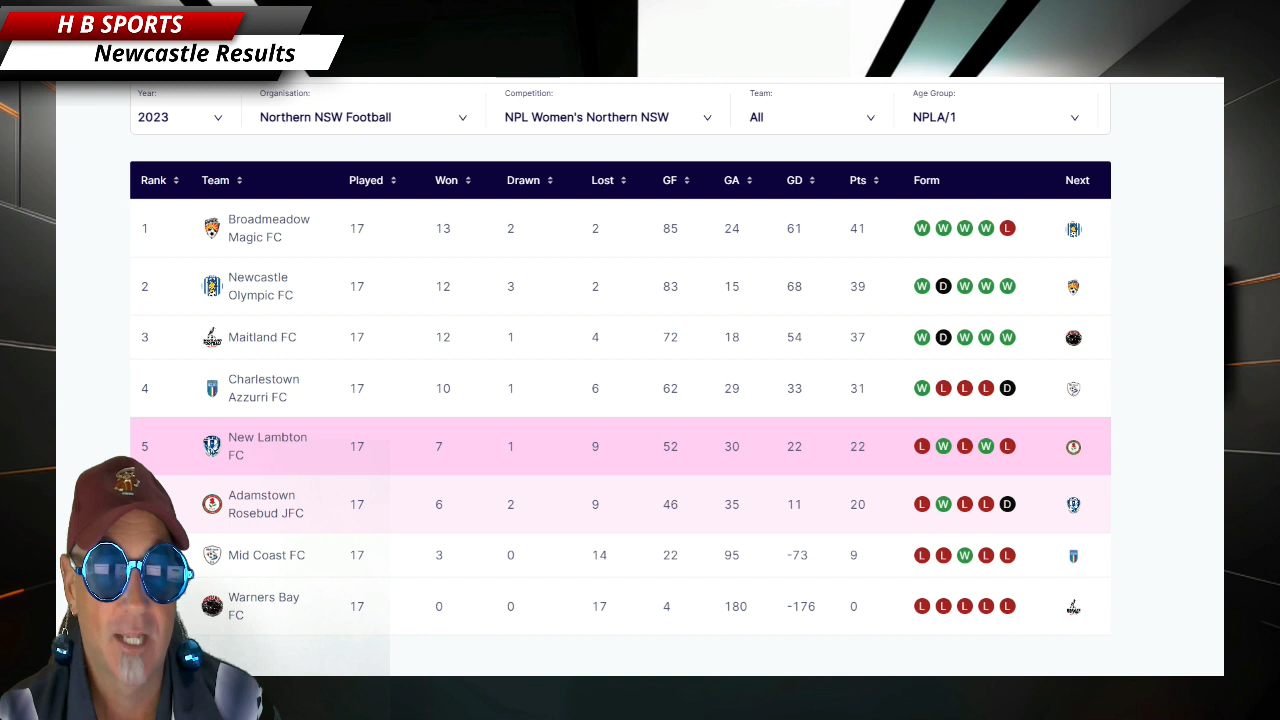 H B SPORTS
Newcastle Results
Year: Organisation: Competition: Team: Age Group:
2023 Northern NSW Football NPL Women's Northern NSW All NPLA/1
Rank Team Played Won Drawn Lost GF GA GD Pts Form Next
1 Broadmeadow Magic FC 17 13 2 2 85 24 61 41 W W W W L
2 Newcastle Olympic FC 17 12 3 2 83 15 68 39 W D W W W
3 Maitland FC 17 12 1 4 72 18 54 37 W D W W W
4 Charlestown Azzurri FC 17 10 1 6 62 29 33 31 W L L L D
5 New Lambton FC 17 7 1 9 52 30 22 22 L W L W L
Adamstown Rosebud JFC 17 6 2 9 46 35 11 20 L W L L D
Mid Coast FC 17 3 0 14 22 95 -73 9 L L W L L
Warners Bay FC 17 0 0 17 4 180 -176 0 L L L L L